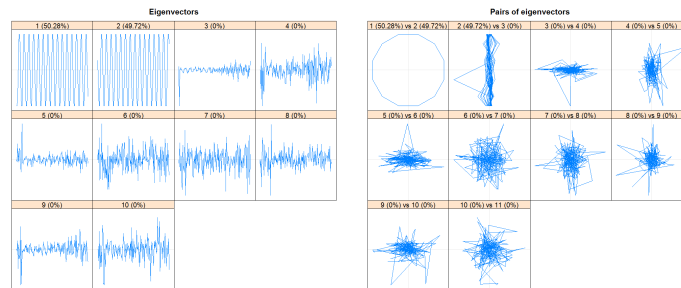 Eigenvectors
1 (50.28%) 2 (49.72%) 3 (0%) 4 (0%)
5 (0%) 6 (0%) 7 (0%) 8 (0%)
9 (0%) 10 (0%)
Pairs of eigenvectors
1 (50.28%) vs 2 (49.72%) 2 (49.72%) vs 3 (0%) 3 (0%) vs 4 (0%) 4 (0%) vs 5 (0%)
5 (0%) vs 6 (0%) 6 (0%) vs 7 (0%) 7 (0%) vs 8 (0%) 8 (0%) vs 9 (0%)
9 (0%) vs 10 (0%) 10 (0%) vs 11 (0%)